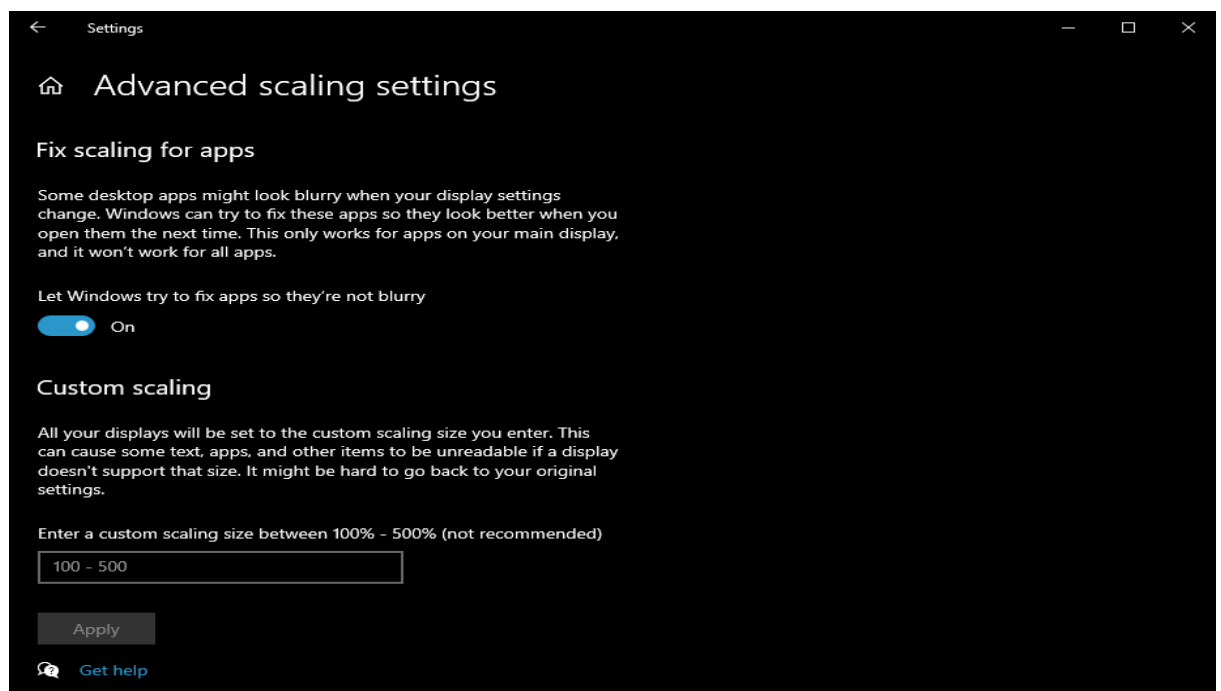 Settings
Advanced scaling settings
Fix scaling for apps
Some desktop apps might look blurry when your display settings
change. Windows can try to fix these apps so they look better when you
open them the next time. This only works for apps on your main display,
and it won’t work for all apps.
Let Windows try to fix apps so they’re not blurry
On
Custom scaling
All your displays will be set to the custom scaling size you enter. This
can cause some text, apps, and other items to be unreadable if a display
doesn't support that size. It might be hard to go back to your original
settings.
Enter a custom scaling size between 100% - 500% (not recommended)
100 - 500
Apply
Get help